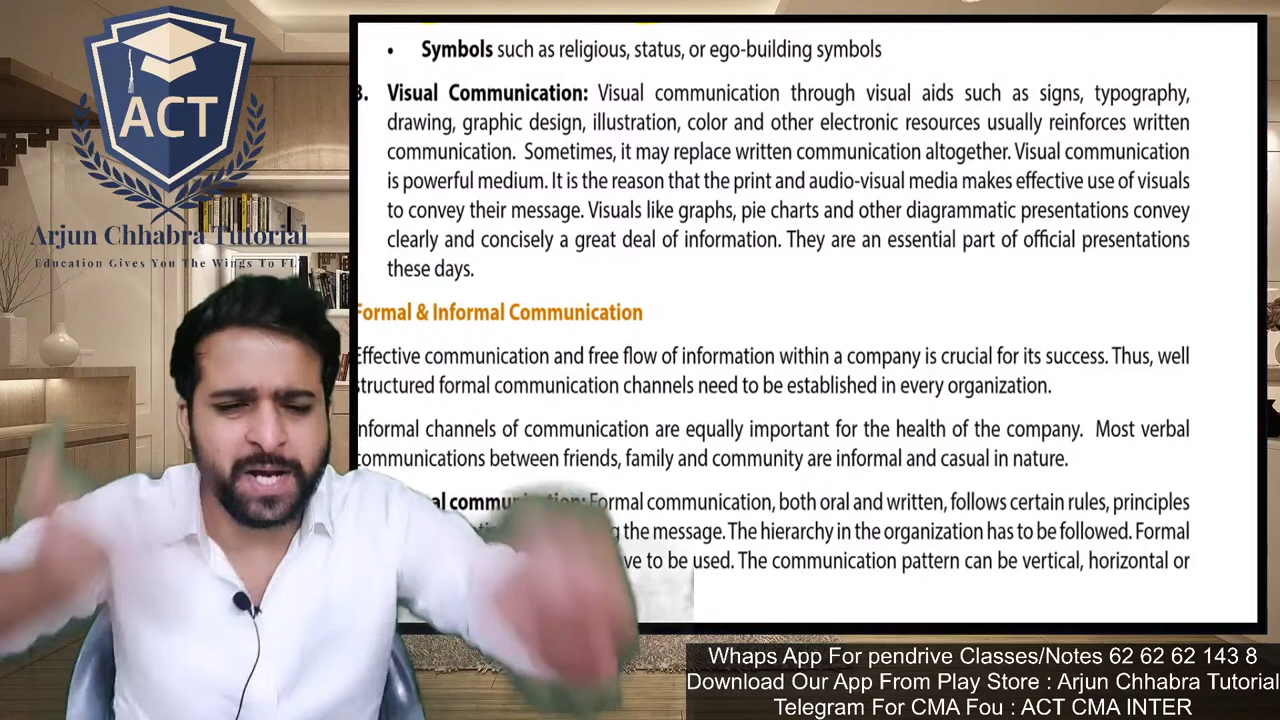 ACT
Arjun Chhabra Tutorial
Education Gives You The Wings To Fl
• Symbols such as religious, status, or ego-building symbols
3. Visual Communication: Visual communication through visual aids such as signs, typography,
drawing, graphic design, illustration, color and other electronic resources usually reinforces written
communication. Sometimes, it may replace written communication altogether. Visual communication
is powerful medium. It is the reason that the print and audio-visual media makes effective use of visuals
to convey their message. Visuals like graphs, pie charts and other diagrammatic presentations convey
clearly and concisely a great deal of information. They are an essential part of official presentations
these days.
Formal & Informal Communication
Effective communication and free flow of information within a company is crucial for its success. Thus, well
structured formal communication channels need to be established in every organization.
Informal channels of communication are equally important for the health of the company. Most verbal
communications between friends, family and community are informal and casual in nature.
Formal communication, both oral and written, follows certain rules, principles
the message. The hierarchy in the organization has to be followed. Formal
to be used. The communication pattern can be vertical, horizontal or
Whaps App For pendrive Classes/Notes 62 62 62 143 8
Download Our App From Play Store : Arjun Chhabra Tutorial
Telegram For CMA Fou : ACT CMA INTER